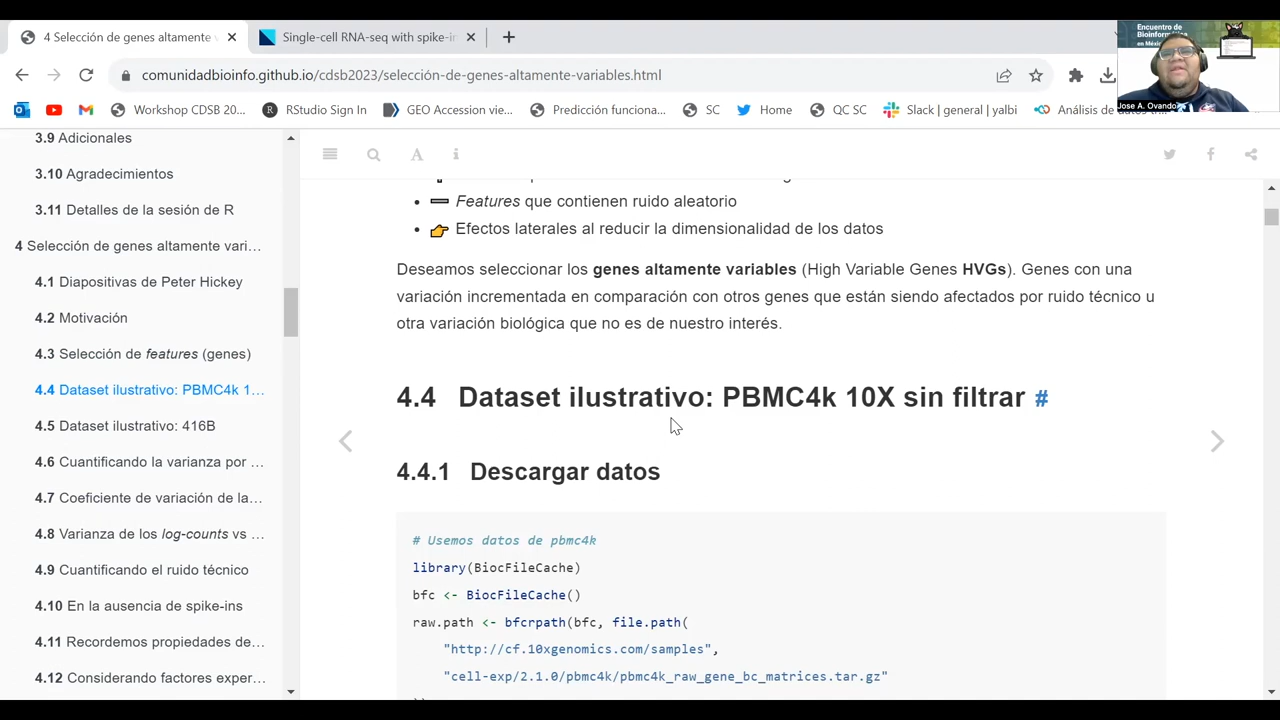 4 Selección de genes altamente v
Single-cell RNA-seq with spike-in
comunidadbioinfo.github.io/cdsb2023/selección-de-genes-altamente-variables.html
Encuentro de
Bioinformática
en México
Jose A. Ovando
Workshop CDSB 20...
RStudio Sign In
GEO Accession vie...
Predicción funciona...
SC
Home
QC SC
Slack | general | yalbi
Análisis de datos
3.9 Adicionales
3.10 Agradecimientos
3.11 Detalles de la sesión de R
4 Selección de genes altamente vari...
4.1 Diapositivas de Peter Hickey
4.2 Motivación
4.3 Selección de features (genes)
4.4 Dataset ilustrativo: PBMC4k 1...
4.5 Dataset ilustrativo: 416B
4.6 Cuantificando la varianza por ...
4.7 Coeficiente de variación de la...
4.8 Varianza de los log-counts vs ...
4.9 Cuantificando el ruido técnico
4.10 En la ausencia de spike-ins
4.11 Recordemos propiedades de...
4.12 Considerando factores exper...
Features que contienen ruido aleatorio
Efectos laterales al reducir la dimensionalidad de los datos
Deseamos seleccionar los genes altamente variables (High Variable Genes HVGs). Genes con una
variación incrementada en comparación con otros genes que están siendo afectados por ruido técnico u
otra variación biológica que no es de nuestro interés.
4.4 Dataset ilustrativo: PBMC4k 10X sin filtrar #
4.4.1 Descargar datos
# Usemos datos de pbmc4k
library(BiocFileCache)
bfc <- BiocFileCache()
raw.path <- bfcrpath(bfc, file.path(
"http://cf.10xgenomics.com/samples",
"cell-exp/2.1.0/pbmc4k/pbmc4k_raw_gene_bc_matrices.tar.gz"